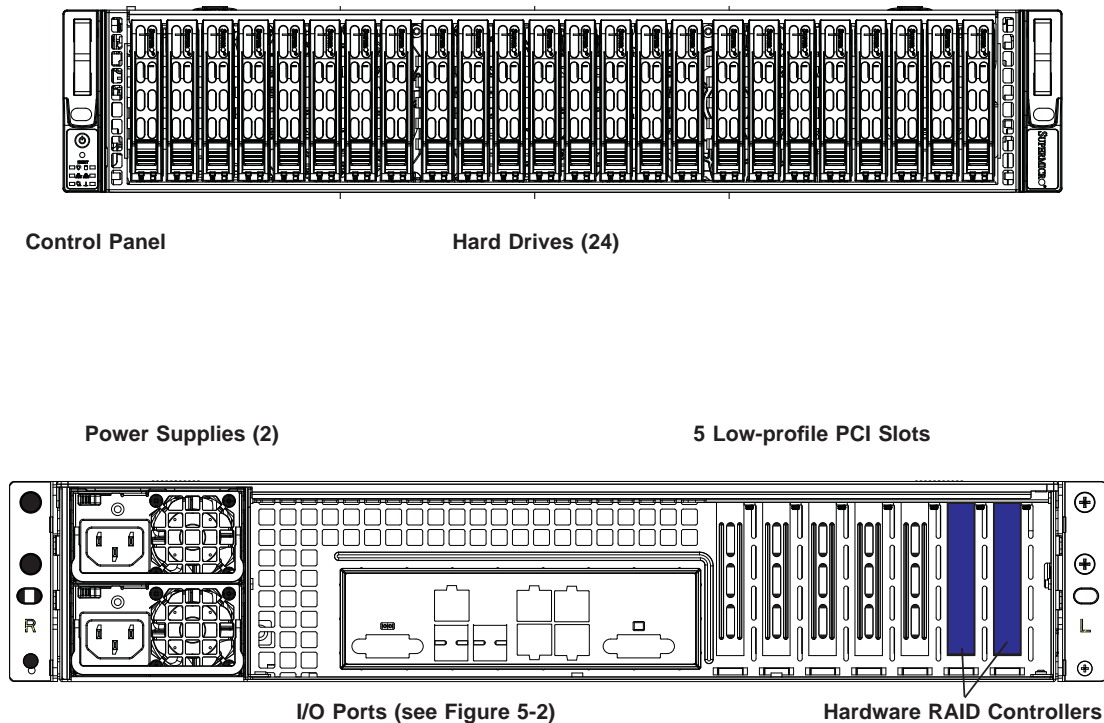 SUPERMICRO
Control Panel
Hard Drives (24)
Power Supplies (2)
5 Low-profile PCI Slots
R
L
I/O Ports (see Figure 5-2)
Hardware RAID Controllers